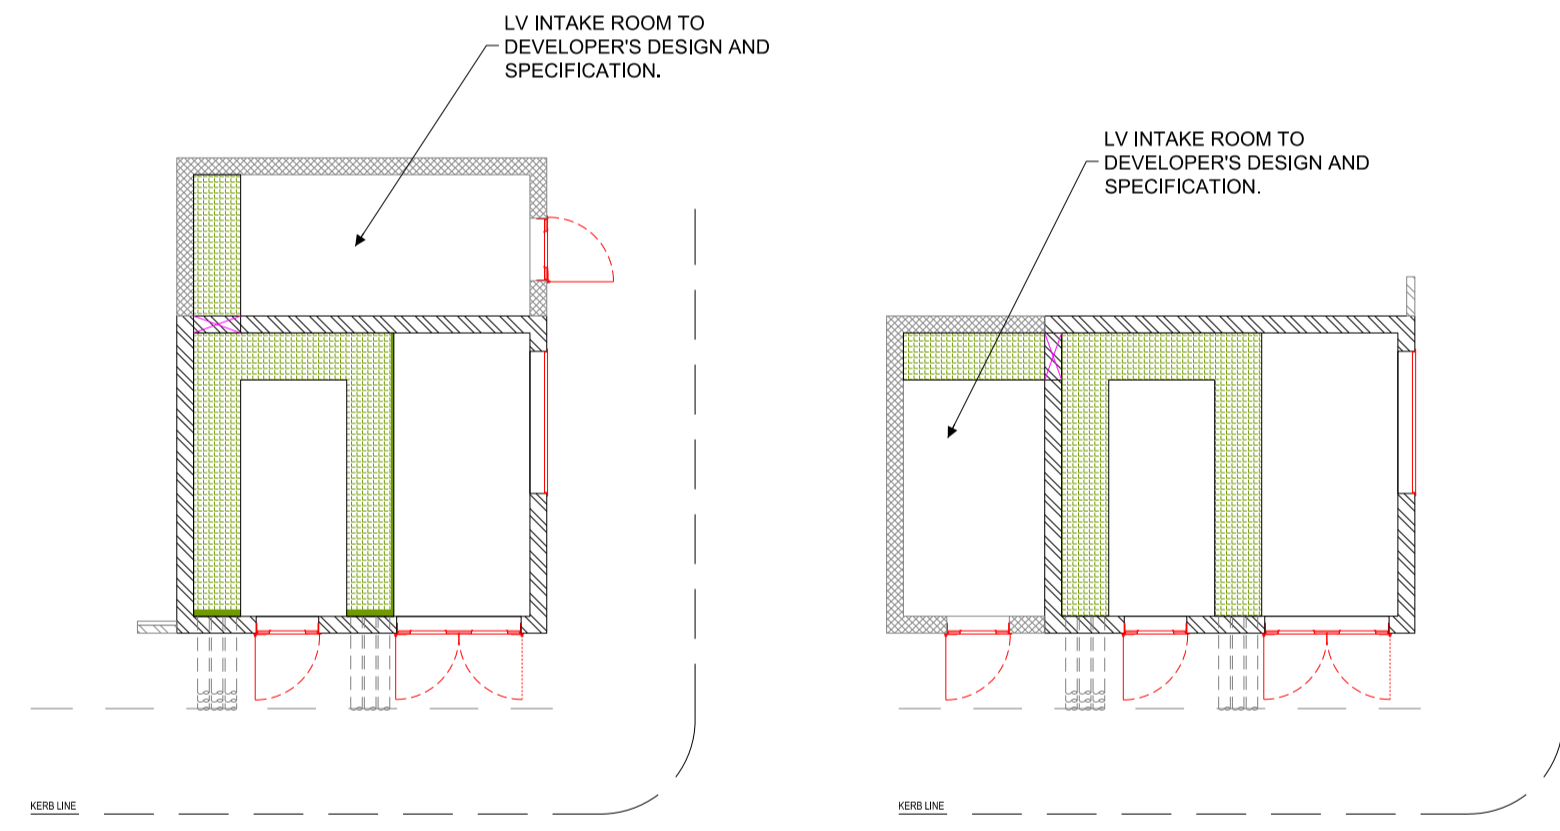 LV INTAKE ROOM TO
DEVELOPER'S DESIGN AND
SPECIFICATION.
LV INTAKE ROOM TO
DEVELOPER'S DESIGN AND
SPECIFICATION.
KERB LINE
KERB LINE